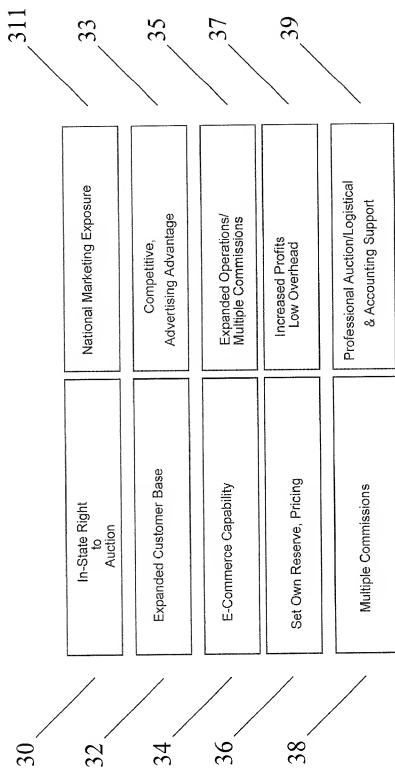 30
In-State Right
to
Auction
National Marketing Exposure
311
32
Expanded Customer Base
Competitive,
Advertising Advantage
33
34
E-Commerce Capability
Expanded Operations/
Multiple Commissions
35
36
Set Own Reserve, Pricing
Increased Profits
Low Overhead
37
38
Multiple Commissions
Professional Auction/Logistical
& Accounting Support
39